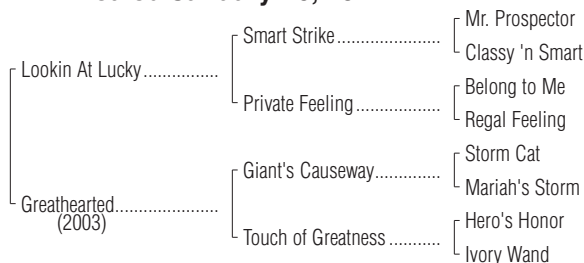 Mr. Prospector
Smart Strike
Classy 'n Smart
Lookin At Lucky
Belong to Me
Private Feeling
Regal Feeling
Storm Cat
Giant's Causeway
Mariah's Storm
Greathearted
(2003)
Hero's Honor
Touch of Greatness
Ivory Wand